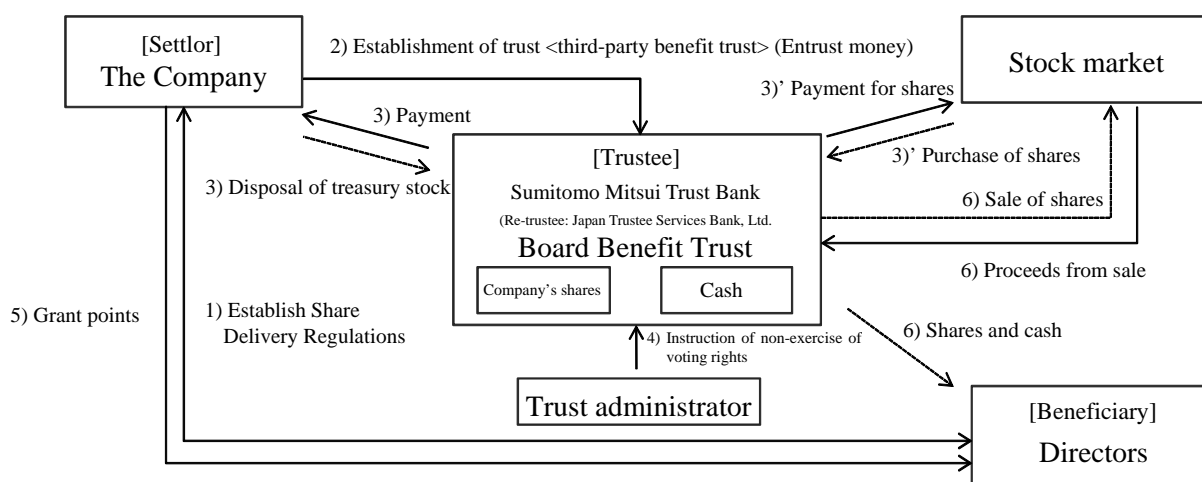 [Settlor]
The Company
2) Establishment of trust <third-party benefit trust> (Entrust money)
Stock market
3)’ Payment for shares
3) Payment
3)’ Purchase of shares
3) Disposal of treasury stock
[Trustee]
Sumitomo Mitsui Trust Bank
(Re-trustee: Japan Trustee Services Bank, Ltd.
Board Benefit Trust
Company’s shares
Cash
6) Sale of shares
6) Proceeds from sale
5) Grant points
1) Establish Share
Delivery Regulations
4) Instruction of non-exercise of
voting rights
6) Shares and cash
Trust administrator
[Beneficiary]
Directors